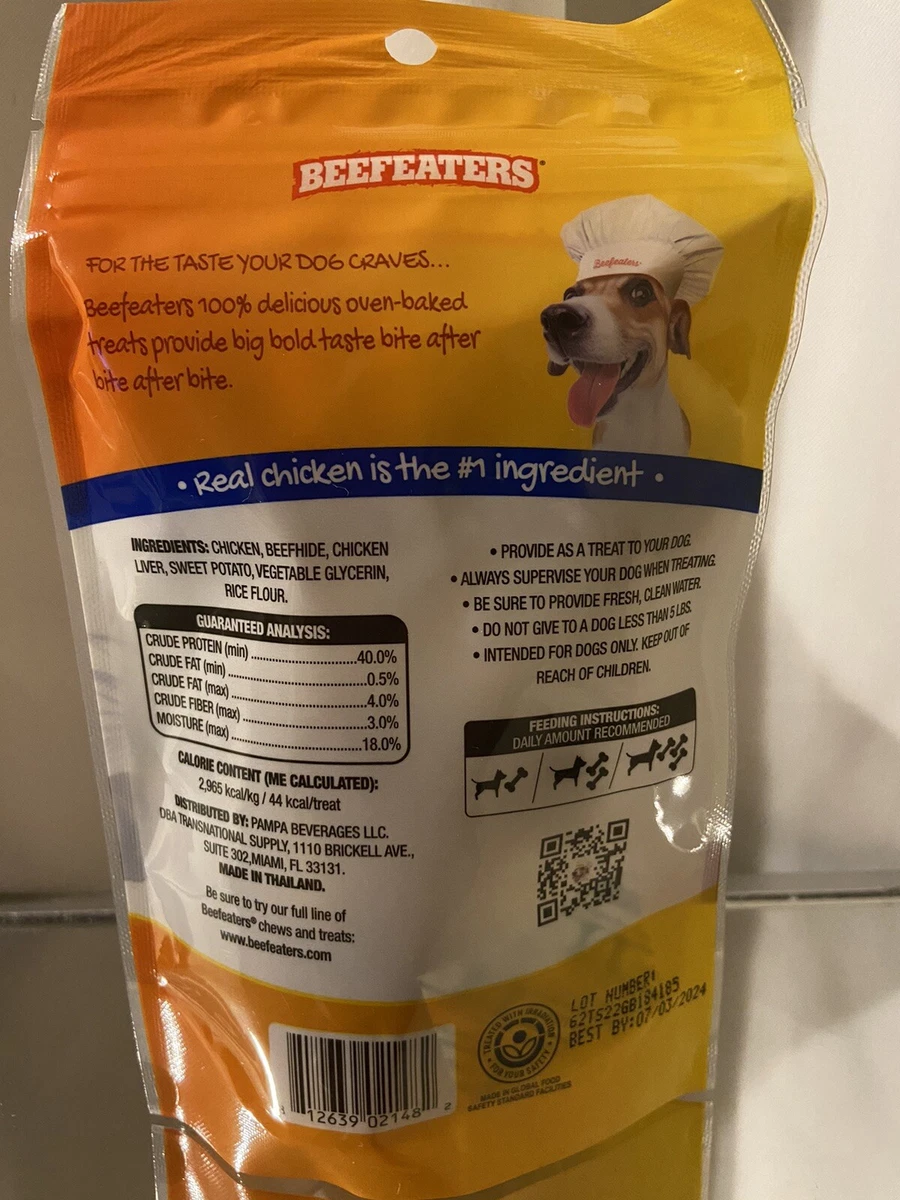 BEEFEATERS
Beefeaters
FOR THE TASTE YOUR DOG CRAVES...
Beefeaters 100% delicious oven-baked
treats provide big bold taste bite after
bite after bite.
• Real chicken is the #1 ingredient •
INGREDIENTS: CHICKEN, BEEFHIDE, CHICKEN
LIVER, SWEET POTATO, VEGETABLE GLYCERIN,
RICE FLOUR.
GUARANTEED ANALYSIS:
CRUDE PROTEIN (min) ........................40.0%
CRUDE FAT (min) ........................0.5%
CRUDE FAT (max) ........................4.0%
CRUDE FIBER (max) ........................3.0%
MOISTURE (max) ........................18.0%
CALORIE CONTENT (ME CALCULATED):
2,965 kcal/kg / 44 kcal/treat
DISTRIBUTED BY: PAMPA BEVERAGES LLC.
DBA TRANSNATIONAL SUPPLY, 1110 BRICKELL AVE.,
SUITE 302, MIAMI, FL 33131.
MADE IN THAILAND.
Be sure to try our full line of
Beefeaters® chews and treats:
www.beefeaters.com
• PROVIDE AS A TREAT TO YOUR DOG.
• ALWAYS SUPERVISE YOUR DOG WHEN TREATING.
• BE SURE TO PROVIDE FRESH, CLEAN WATER.
• DO NOT GIVE TO A DOG LESS THAN 5 LBS.
• INTENDED FOR DOGS ONLY. KEEP OUT OF
REACH OF CHILDREN.
FEEDING INSTRUCTIONS:
DAILY AMOUNT RECOMMENDED
LOT NUMBER:
62TS22GB184185
BEST BY:07/03/2024
TREATED WITH IRRADIATION
• FOR YOUR SAFETY •
MADE IN GLOBAL FOOD
SAFETY STANDARD FACILITIES
12639 02148 2